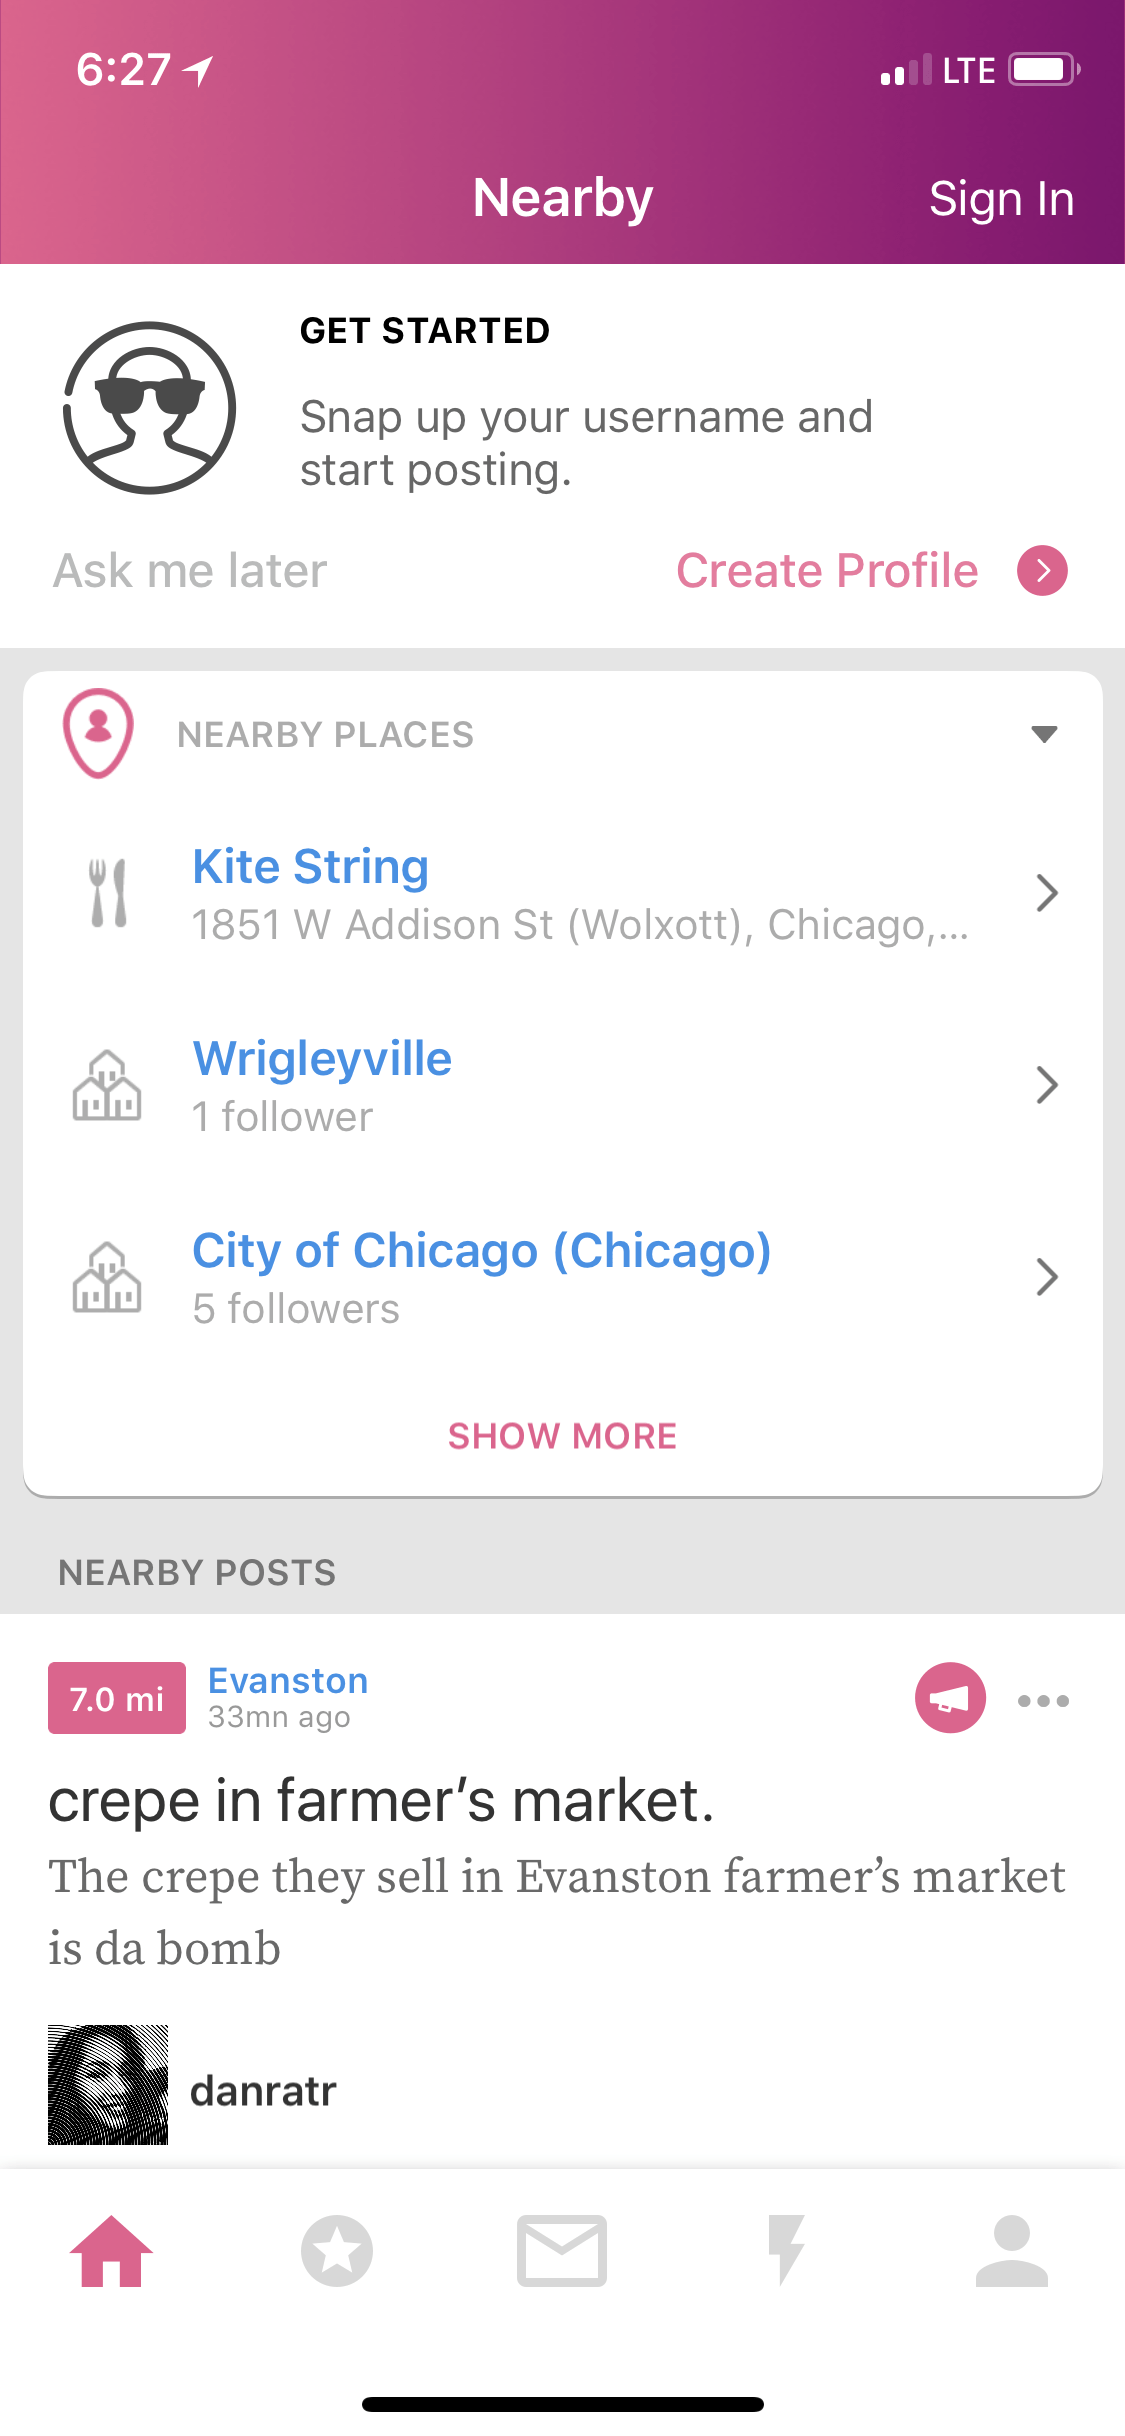 6:27
LTE
Nearby
Sign In
GET STARTED
Snap up your username and
start posting.
Ask me later
Create Profile
NEARBY PLACES
Kite String
1851 W Addison St (Wolxott), Chicago,...
Wrigleyville
1 follower
City of Chicago (Chicago)
5 followers
SHOW MORE
NEARBY POSTS
7.0 mi
Evanston
33mn ago
crepe in farmer’s market.
The crepe they sell in Evanston farmer’s market
is da bomb
danratr